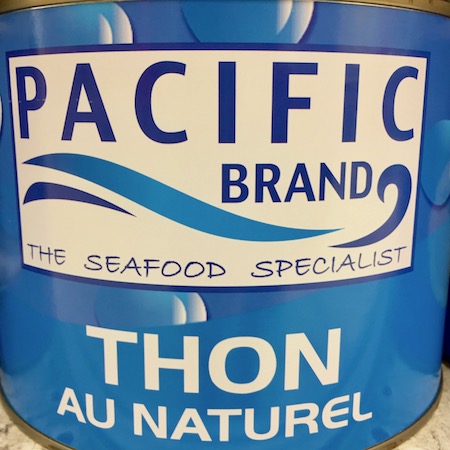 PACIFIC
BRAND
THE SEAFOOD SPECIALIST
THON
AU NATUREL